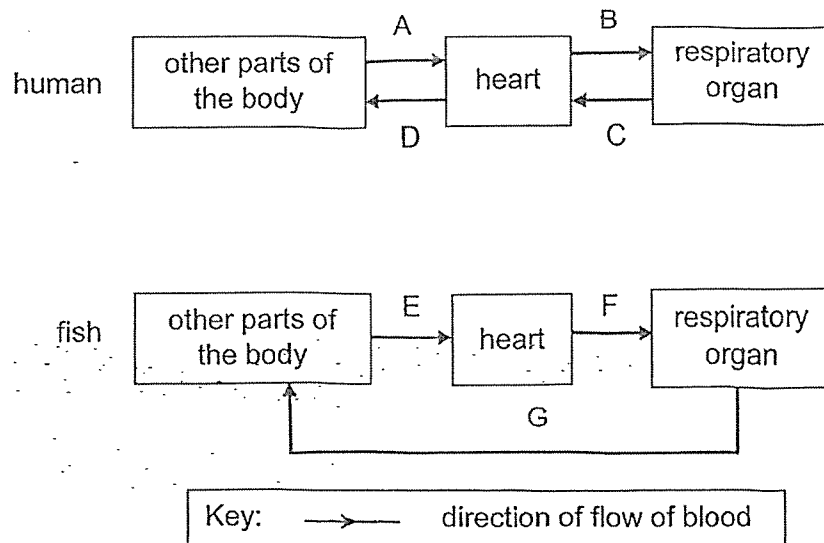 A
B
human
other parts of
the body
heart
respiratory
organ
D
C
fish
other parts of
the body
E
heart
F
respiratory
organ
G
Key:
direction of flow of blood